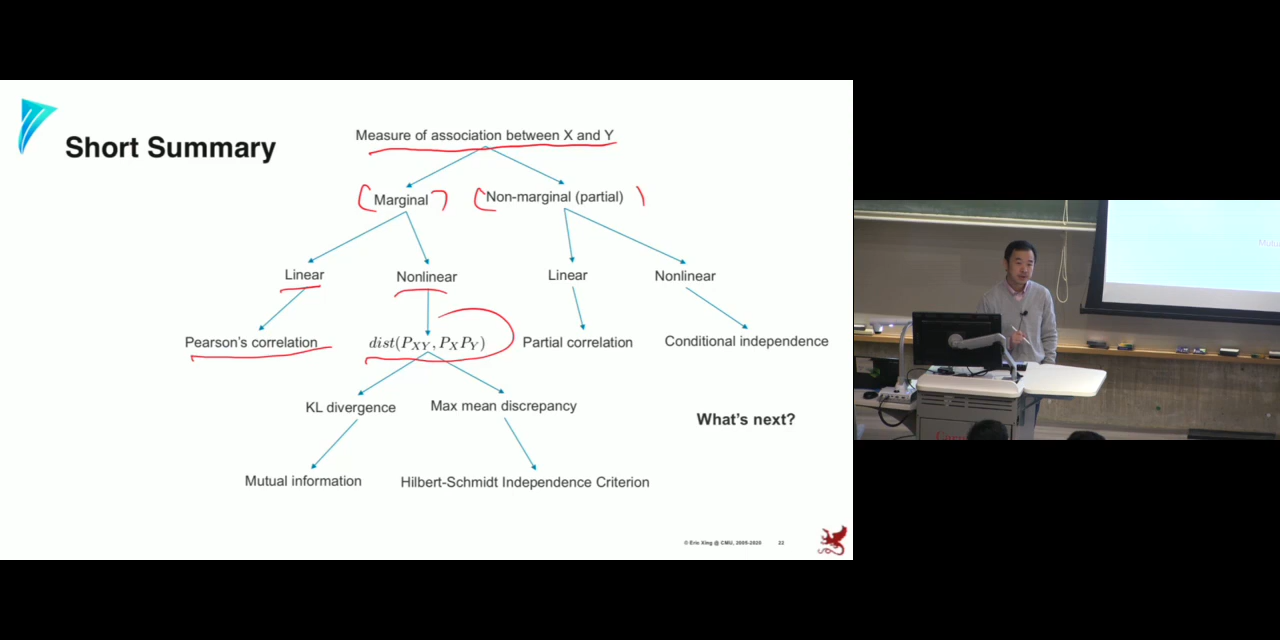 Short Summary
Measure of association between X and Y
Marginal
Non-marginal (partial)
Linear
Nonlinear
Linear
Nonlinear
Pearson's correlation
dist(P_{XY}, P_X P_Y)
Partial correlation
Conditional independence
KL divergence
Max mean discrepancy
What's next?
Mutual information
Hilbert-Schmidt Independence Criterion
© Eric Xing @ CMU, 2005-2020
22